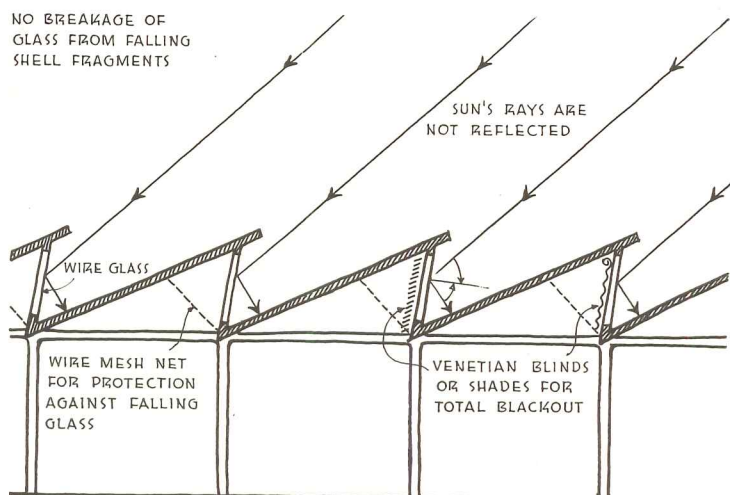 NO BREAKAGE OF
GLASS FROM FALLING
SHELL FRAGMENTS
SUN'S RAYS ARE
NOT REFLECTED
WIRE GLASS
WIRE MESH NET
FOR PROTECTION
AGAINST FALLING
GLASS
VENETIAN BLINDS
OR SHADES FOR
TOTAL BLACKOUT